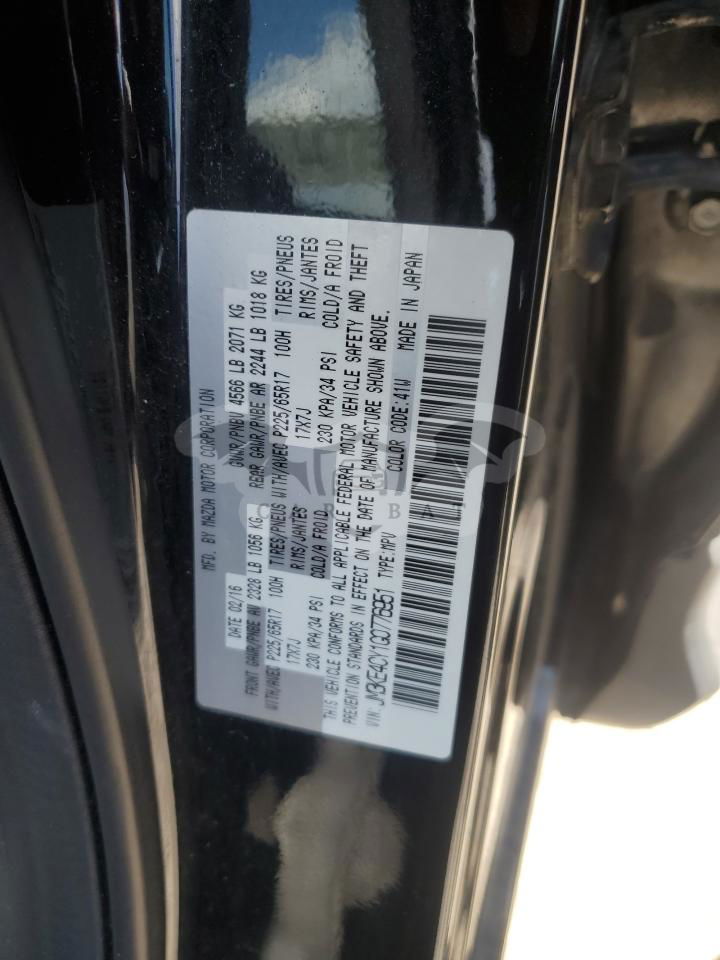 MFD. BY MAZDA MOTOR CORPORATION
DATE 02/16 GVWR/PNBV 4566 LB 2071 KG
FRONT GAWR/PNBE AV 2328 LB 1056 KG REAR GAWR/PNBE AR 2244 LB 1018 KG
WITH/AVEC P225/65R17 100H TIRES/PNEUS WITH/AVEC P225/65R17 100H TIRES/PNEUS
17X7J RIMS/JANTES 17X7J RIMS/JANTES
230 KPA/34 PSI COLD/A FROID 230 KPA/34 PSI COLD/A FROID
THIS VEHICLE CONFORMS TO ALL APPLICABLE FEDERAL MOTOR VEHICLE SAFETY AND THEFT
PREVENTION STANDARDS IN EFFECT ON THE DATE OF MANUFACTURE SHOWN ABOVE.
VIN: JM3KE4CY1G0776951 TYPE:MPV COLOR CODE:41W MADE IN JAPAN
CAR BAT